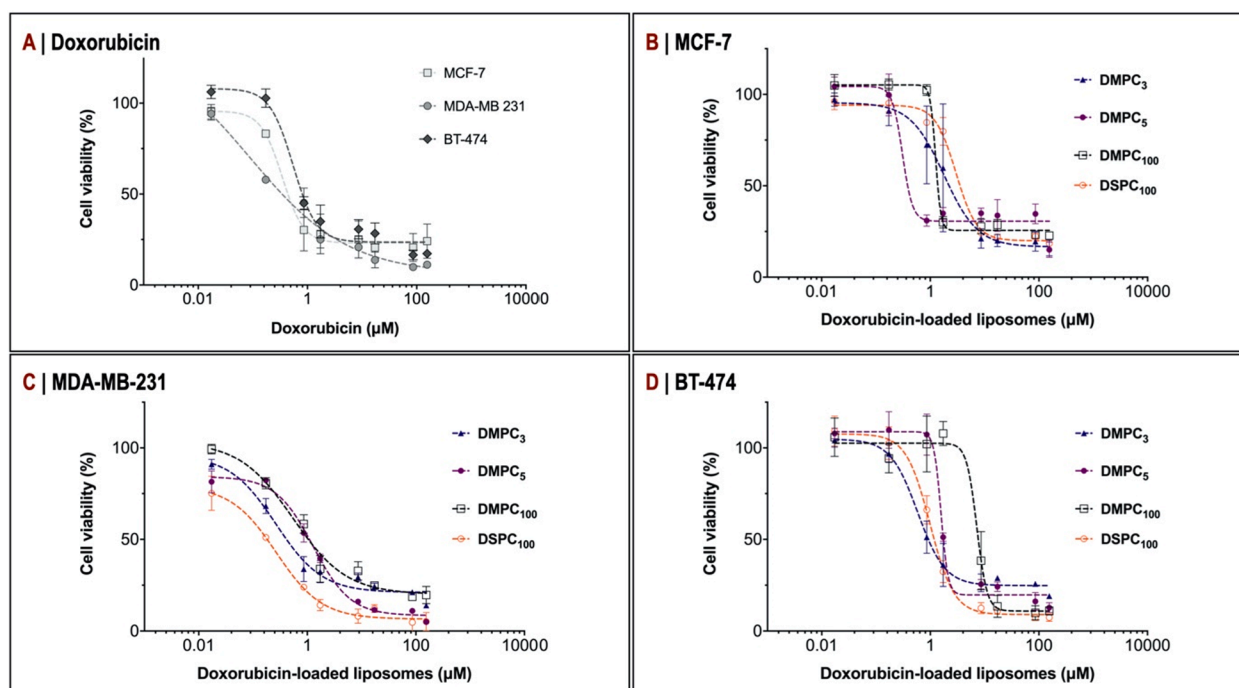 A | Doxorubicin
Cell viability (%)
100
50
0
0.01
1
100
10000
Doxorubicin (µM)
MCF-7
MDA-MB 231
BT-474
B | MCF-7
Cell viability (%)
100
50
0
0.01
1
100
10000
Doxorubicin-loaded liposomes (µM)
DMPC3
DMPC5
DMPC100
DSPC100
C | MDA-MB-231
Cell viability (%)
100
50
0
0.01
1
100
10000
Doxorubicin-loaded liposomes (µM)
DMPC3
DMPC5
DMPC100
DSPC100
D | BT-474
Cell viability (%)
100
50
0
0.01
1
100
10000
Doxorubicin-loaded liposomes (µM)
DMPC3
DMPC5
DMPC100
DSPC100